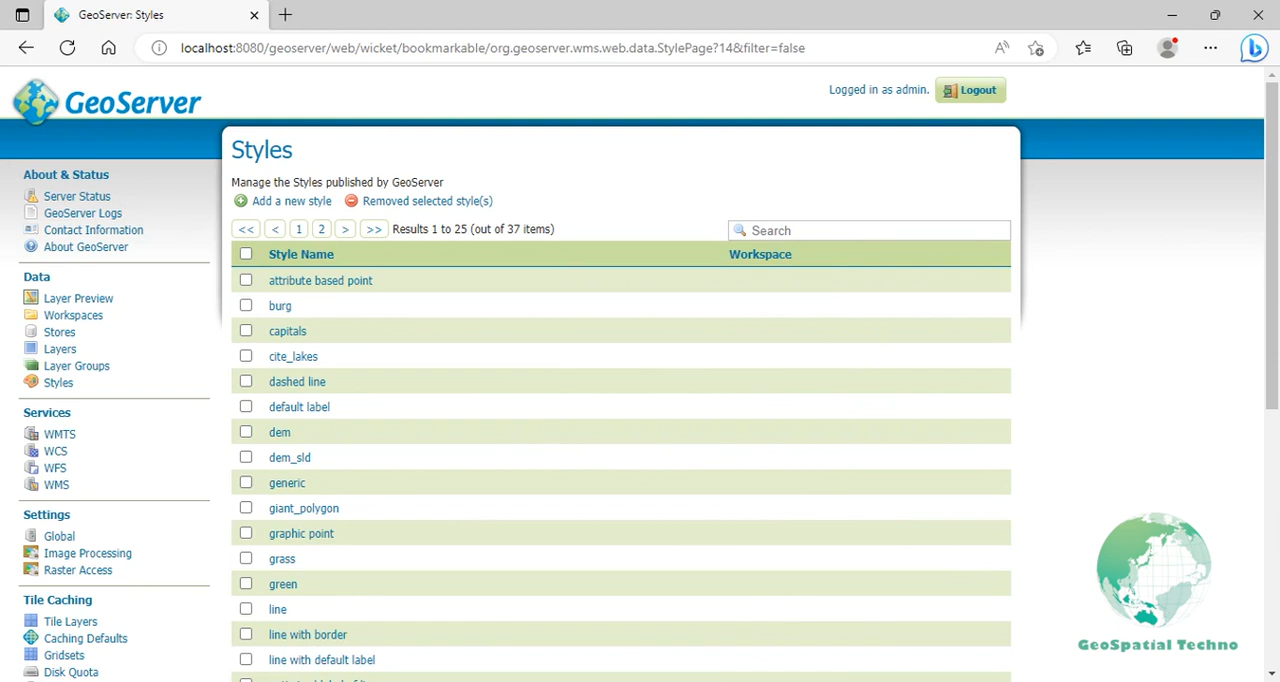 GeoServer: Styles
localhost:8080/geoserver/web/wicket/bookmarkable/org.geoserver.wms.web.data.StylePage?14&filter=false
GeoServer
Logged in as admin.
Logout
About & Status
Server Status
GeoServer Logs
Contact Information
About GeoServer
Data
Layer Preview
Workspaces
Stores
Layers
Layer Groups
Styles
Services
WMTS
WCS
WFS
WMS
Settings
Global
Image Processing
Raster Access
Tile Caching
Tile Layers
Caching Defaults
Gridsets
Disk Quota
Styles
Manage the Styles published by GeoServer
Add a new style Removed selected style(s)
<< < 1 2 > >> Results 1 to 25 (out of 37 items) Search
Style Name Workspace
attribute based point
burg
capitals
cite_lakes
dashed line
default label
dem
dem_sld
generic
giant_polygon
graphic point
grass
green
line
line with border
line with default label
GeoSpatial Techno